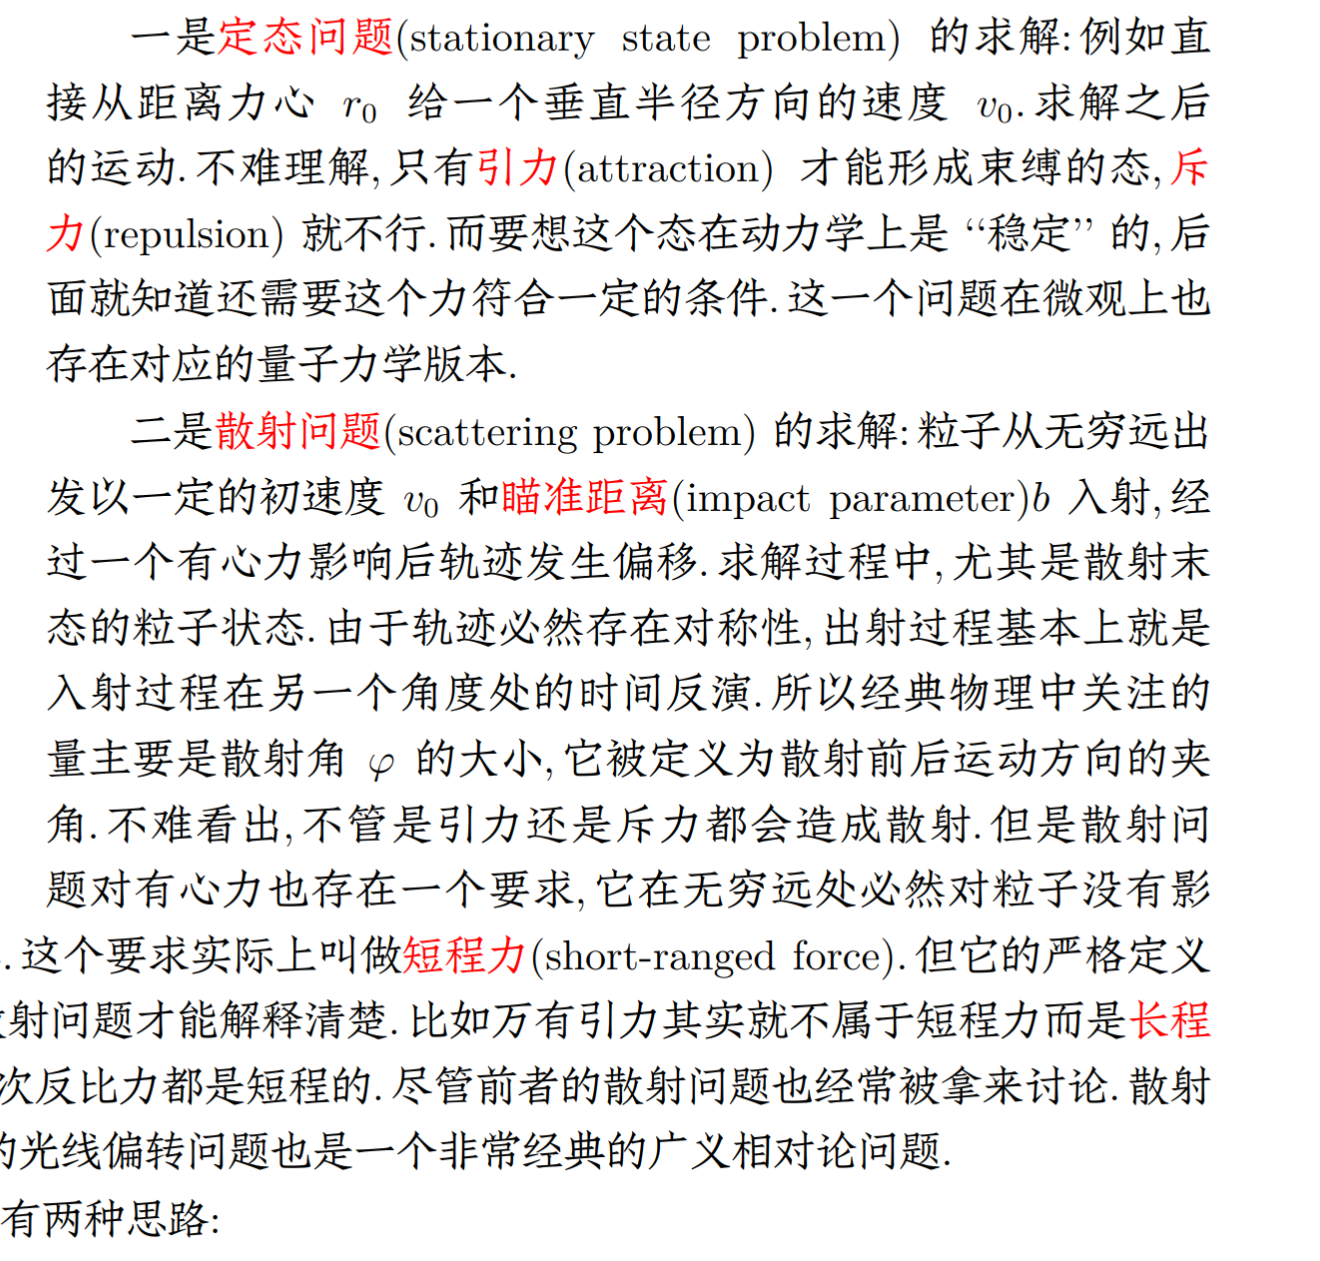 一是定态问题(stationary state problem) 的求解: 例如直
接从距离力心 r₀ 给一个垂直半径方向的速度 v₀. 求解之后
的运动. 不难理解, 只有引力(attraction) 才能形成束缚的态, 斥
力(repulsion) 就不行. 而要想这个态在动力学上是 “稳定” 的, 后
面就知道还需要这个力符合一定的条件. 这一个问题在微观上也
存在对应的量子力学版本.
二是散射问题(scattering problem) 的求解: 粒子从无穷远出
发以一定的初速度 v₀ 和瞄准距离(impact parameter)b 入射, 经
过一个有心力影响后轨迹发生偏移. 求解过程中, 尤其是散射末
态的粒子状态. 由于轨迹必然存在对称性, 出射过程基本上就是
入射过程在另一个角度处的时间反演. 所以经典物理中关注的
量主要是散射角 φ 的大小, 它被定义为散射前后运动方向的夹
角. 不难看出, 不管是引力还是斥力都会造成散射. 但是散射问
题对有心力也存在一个要求, 它在无穷远处必然对粒子没有影
. 这个要求实际上叫做短程力(short-ranged force). 但它的严格定义
射问题才能解释清楚. 比如万有引力其实就不属于短程力而是长程
次反比力都是短程的. 尽管前者的散射问题也经常被拿来讨论. 散射
的光线偏转问题也是一个非常经典的广义相对论问题.
有两种思路: